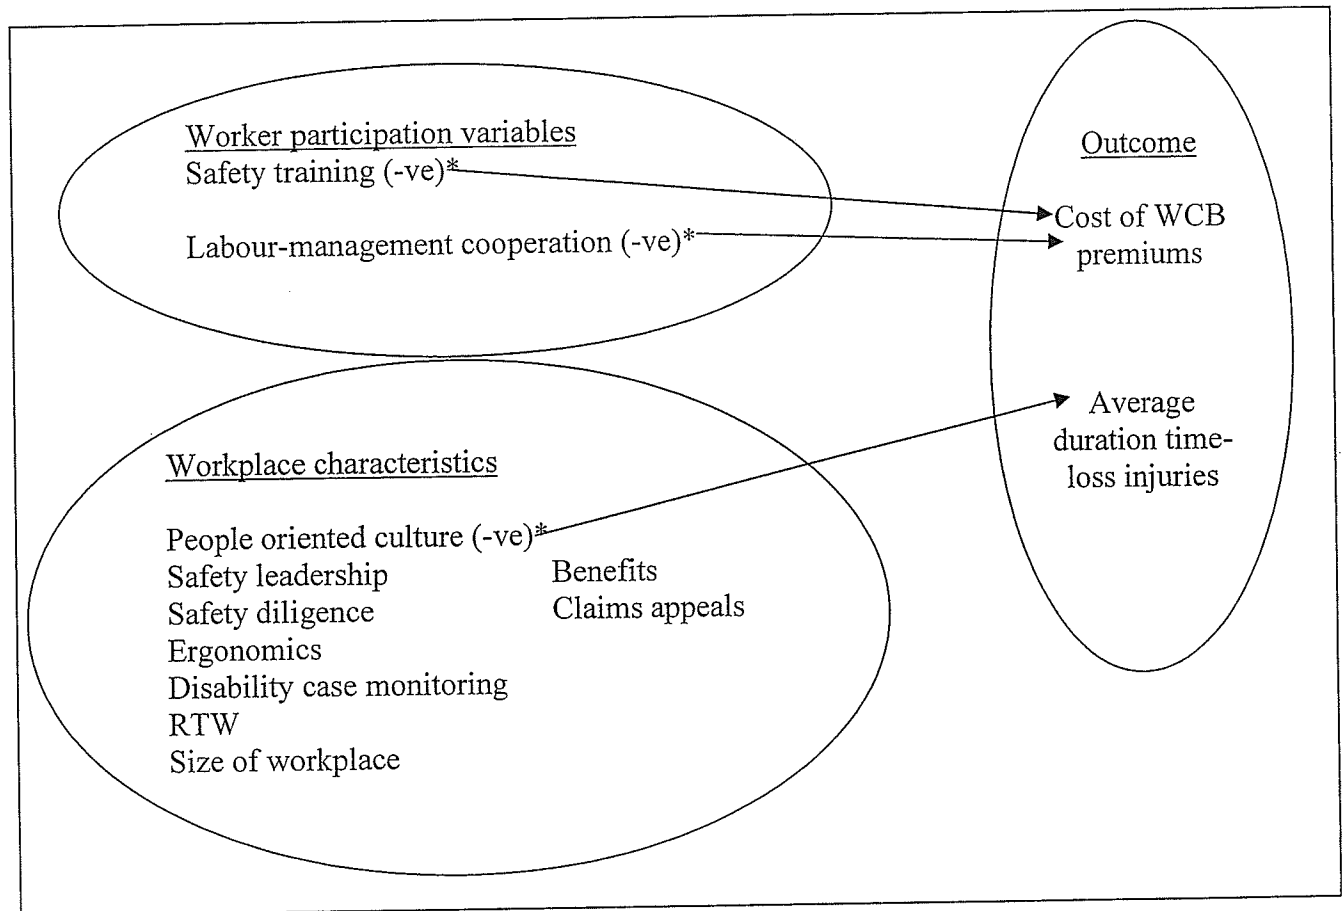 Worker participation variables
Safety training (-ve)*
Labour-management cooperation (-ve)*
Outcome
Cost of WCB
premiums
Average
duration time-
loss injuries
Workplace characteristics
People oriented culture (-ve)*
Safety leadership
Safety diligence
Ergonomics
Disability case monitoring
RTW
Size of workplace
Benefits
Claims appeals